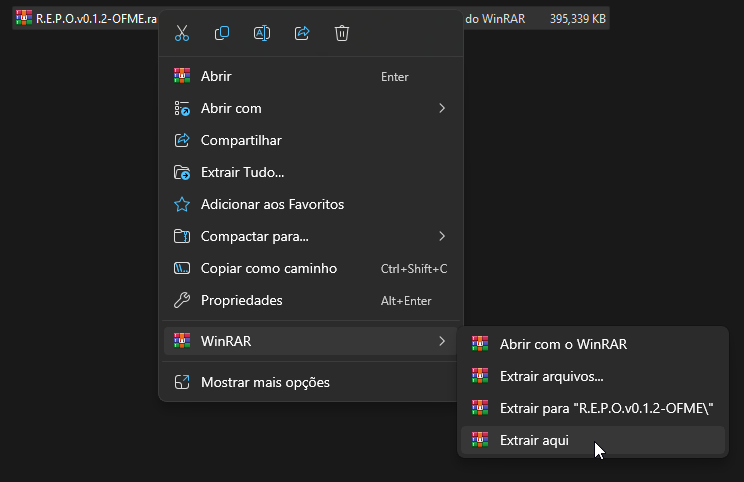 R.E.P.O.v0.1.2-OFME.ra do WinRAR 395,339 KB
Abrir Enter
Abrir com
Compartilhar
Extrair Tudo...
Adicionar aos Favoritos
Compactar para...
Copiar como caminho Ctrl+Shift+C
Propriedades Alt+Enter
WinRAR
Mostrar mais opções
Abrir com o WinRAR
Extrair arquivos...
Extrair para "R.E.P.O.v0.1.2-OFME\"
Extrair aqui